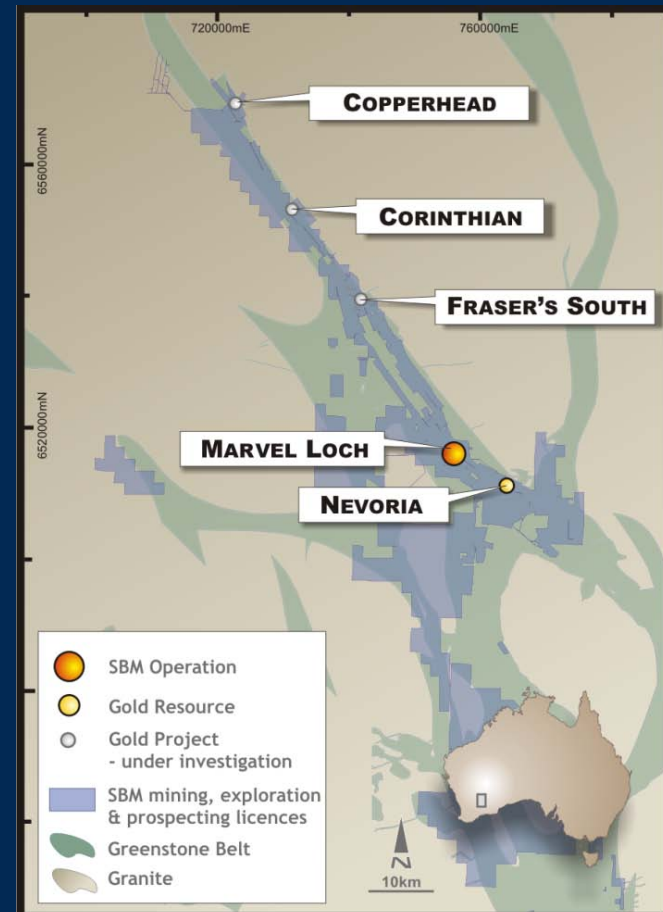 720000mE
760000mE
COPPERHEAD
6560000mN
CORINTHIAN
FRASER'S SOUTH
6520000mN
MARVEL LOCH
NEVORIA
SBM Operation
Gold Resource
Gold Project
- under investigation
SBM mining, exploration
& prospecting licences
Greenstone Belt
Granite
N
10km